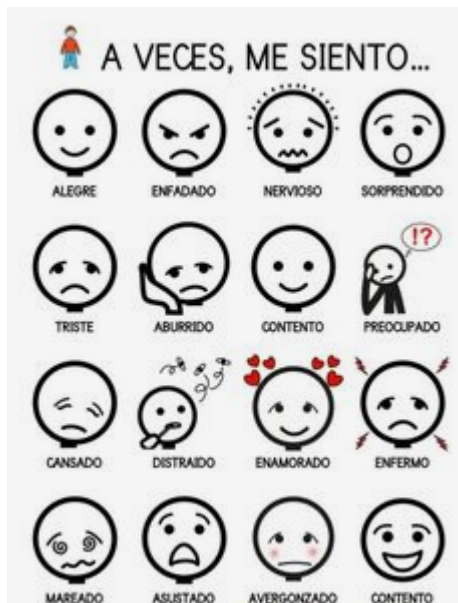 A VECES, ME SIENTO...
ALEGRE ENFADADO NERVIOSO SORPRENDIDO
!?
TRISTE ABURRIDO CONTENTO PREOCUPADO
CANSADO DISTRAIDO ENAMORADO ENFERMO
MAREADO ASUSTADO AVERGONZADO CONTENTO